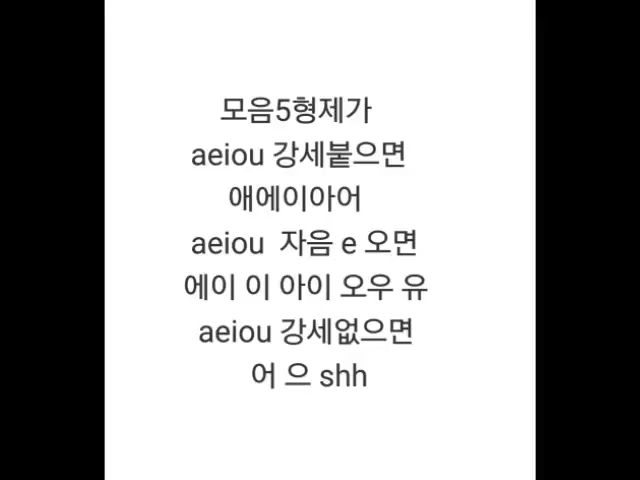 모음5형제가
aeiou 강세붙으면
애에이아어
aeiou 자음 e 오면
에이 이 아이 오우 유
aeiou 강세없으면
어 으 shh